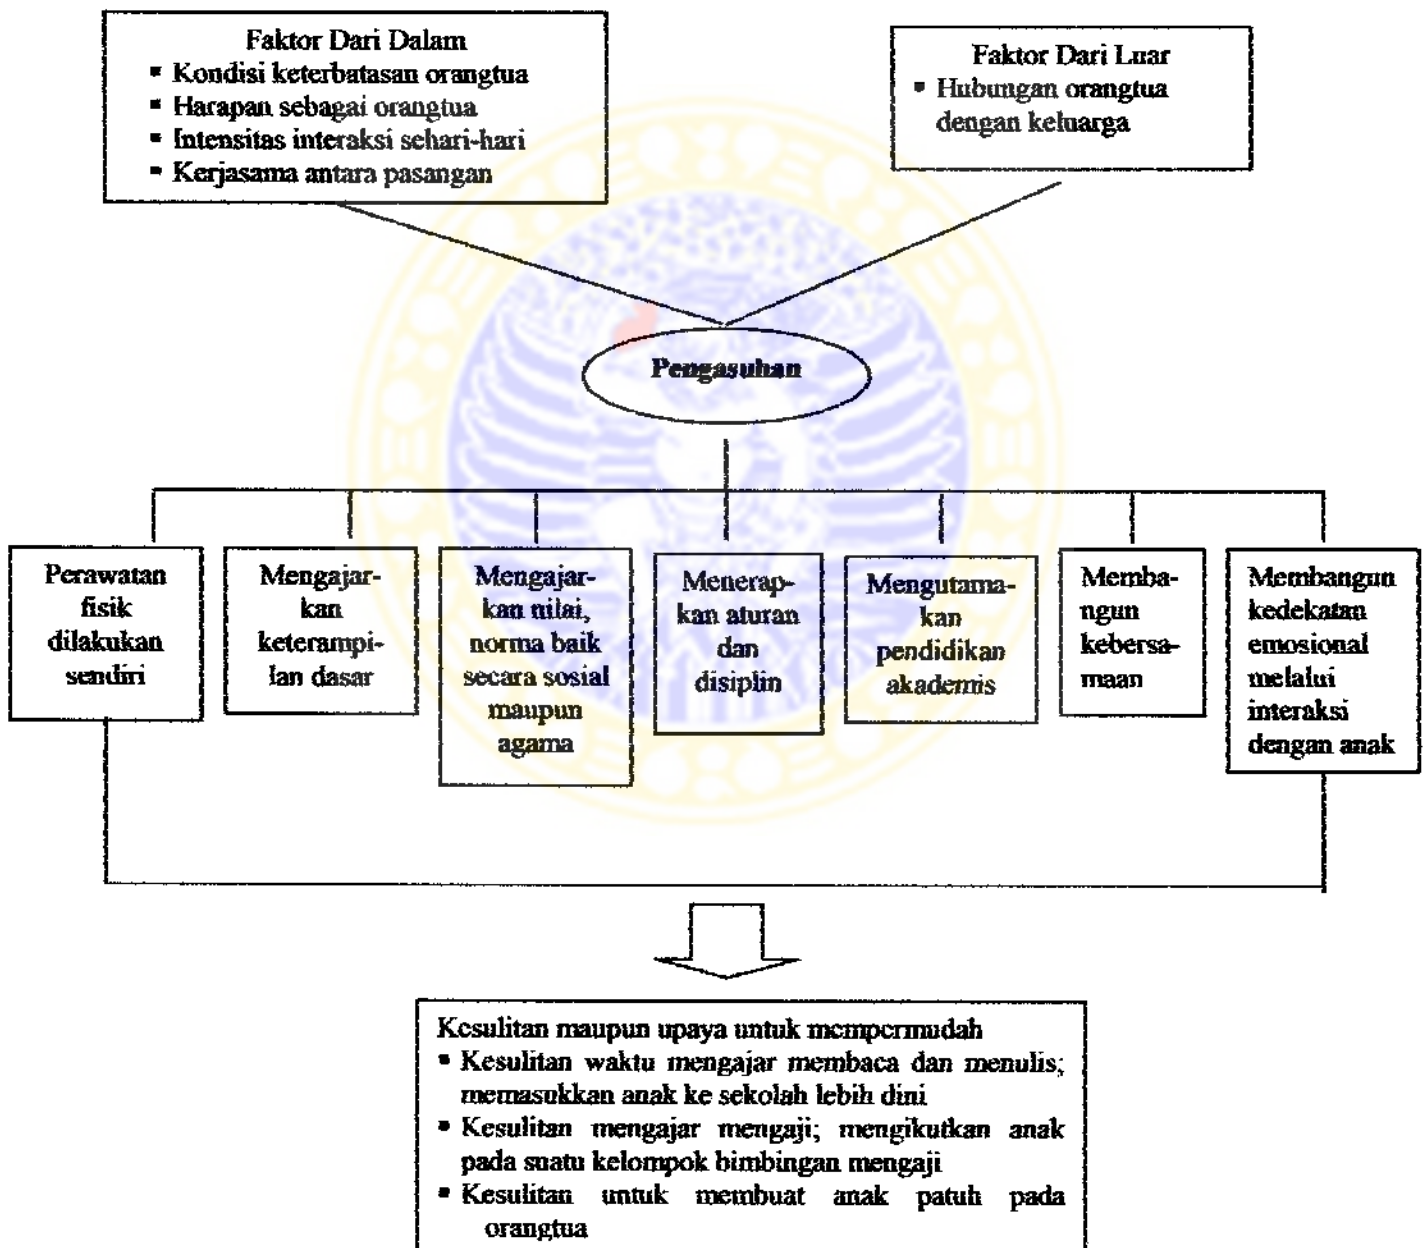 Faktor Dari Dalam
▪ Kondisi keterbatasan orangtua
▪ Harapan sebagai orangtua
▪ Intensitas interaksi sehari-hari
▪ Kerjasama antara pasangan
Faktor Dari Luar
▪ Hubungan orangtua
dengan keluarga
Pengasuhan
Perawatan
fisik
dilakukan
sendiri
Mengajar-
kan
keterampi-
lan dasar
Mengajar-
kan nilai,
norma baik
secara sosial
maupun
agama
Menerap-
kan aturan
dan
disiplin
Mengutama-
kan
pendidikan
akademis
Memba-
ngun
kebersa-
maan
Membangun
kedekatan
emosional
melalui
interaksi
dengan anak
Kesulitan maupun upaya untuk mempermudah
▪ Kesulitan waktu mengajar membaca dan menulis;
memasukkan anak ke sekolah lebih dini
▪ Kesulitan mengajar mengaji; mengikutkan anak
pada suatu kelompok bimbingan mengaji
▪ Kesulitan untuk membuat anak patuh pada
orangtua